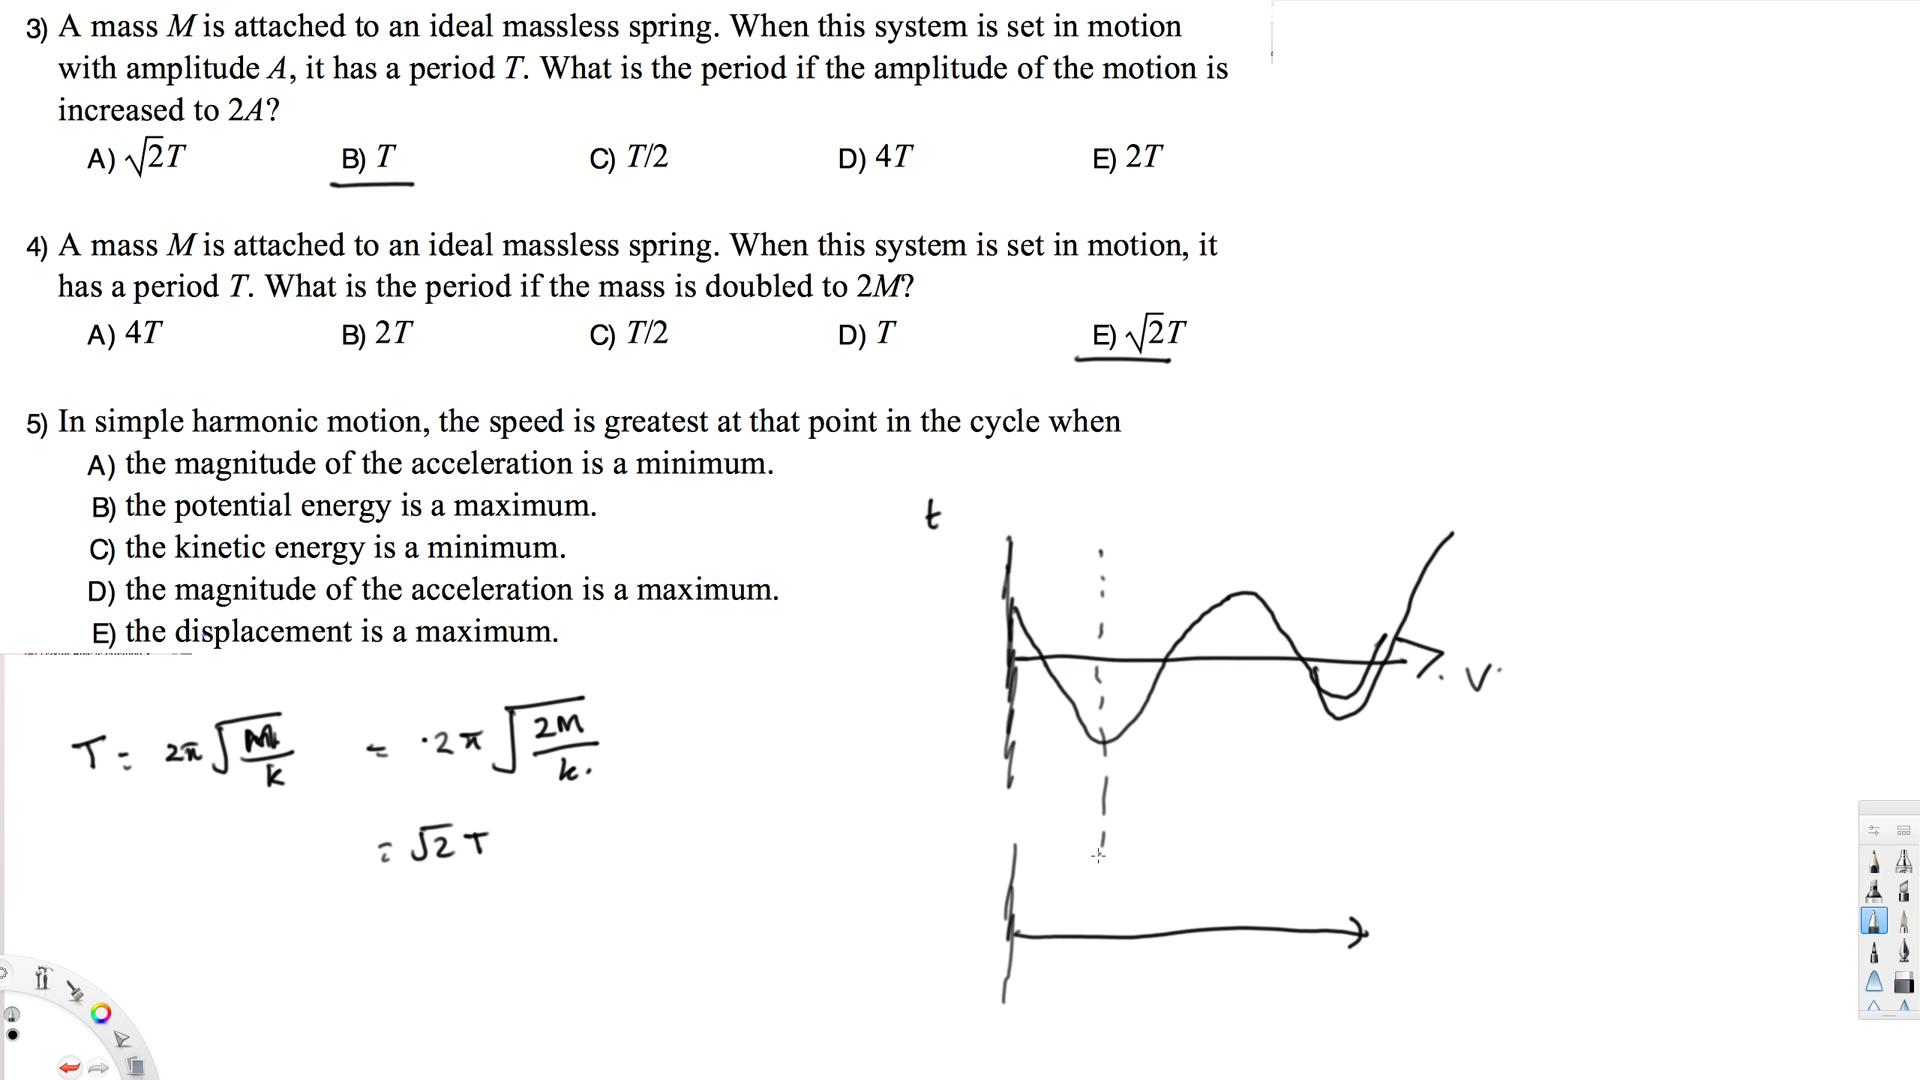 3) A mass M is attached to an ideal massless spring. When this system is set in motion
with amplitude A, it has a period T. What is the period if the amplitude of the motion is
increased to 2A?
A) √2T B) T C) T/2 D) 4T E) 2T
4) A mass M is attached to an ideal massless spring. When this system is set in motion, it
has a period T. What is the period if the mass is doubled to 2M?
A) 4T B) 2T C) T/2 D) T E) √2T
5) In simple harmonic motion, the speed is greatest at that point in the cycle when
A) the magnitude of the acceleration is a minimum.
B) the potential energy is a maximum.
C) the kinetic energy is a minimum.
D) the magnitude of the acceleration is a maximum.
E) the displacement is a maximum.
t
V
T = 2π √M/k = 2π √2M/k
= √2 T